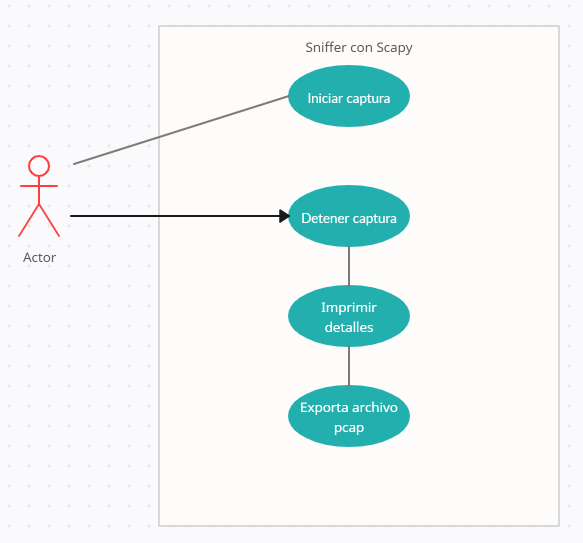 Sniffer con Scapy
Iniciar captura
Detener captura
Actor
Imprimir
detalles
Exporta archivo
pcap